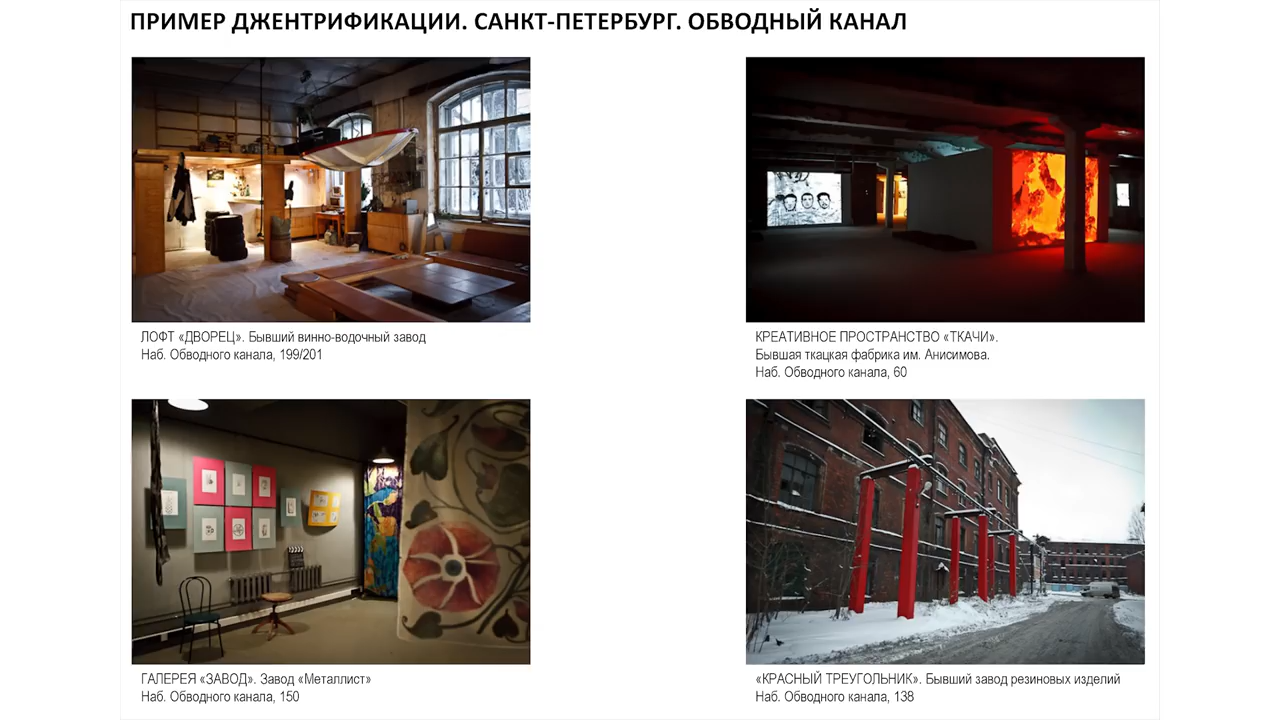 ПРИМЕР ДЖЕНТРИФИКАЦИИ. САНКТ-ПЕТЕРБУРГ. ОБВОДНЫЙ КАНАЛ
ЛОФТ «ДВОРЕЦ». Бывший винно-водочный завод
Наб. Обводного канала, 199/201
КРЕАТИВНОЕ ПРОСТРАНСТВО «ТКАЧИ».
Бывшая ткацкая фабрика им. Анисимова.
Наб. Обводного канала, 60
ГАЛЕРЕЯ «ЗАВОД». Завод «Металлист»
Наб. Обводного канала, 150
«КРАСНЫЙ ТРЕУГОЛЬНИК». Бывший завод резиновых изделий
Наб. Обводного канала, 138